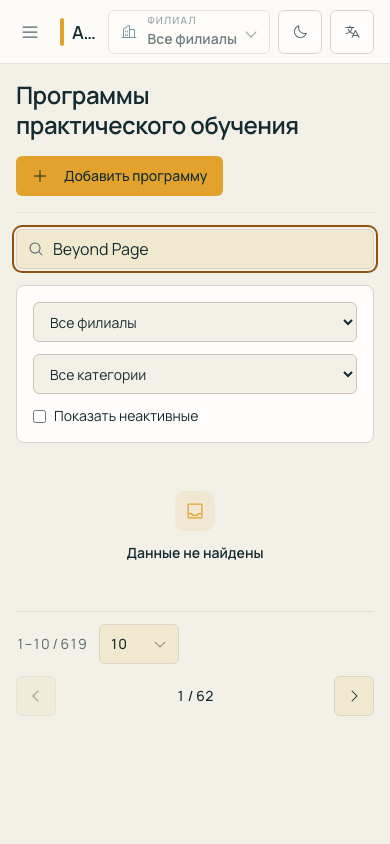 А...
ФИЛИАЛ
Все филиалы
Программы
практического обучения
Добавить программу
Beyond Page
Все филиалы
Все категории
Показать неактивные
Данные не найдены
1–10 / 619
10
1 / 62